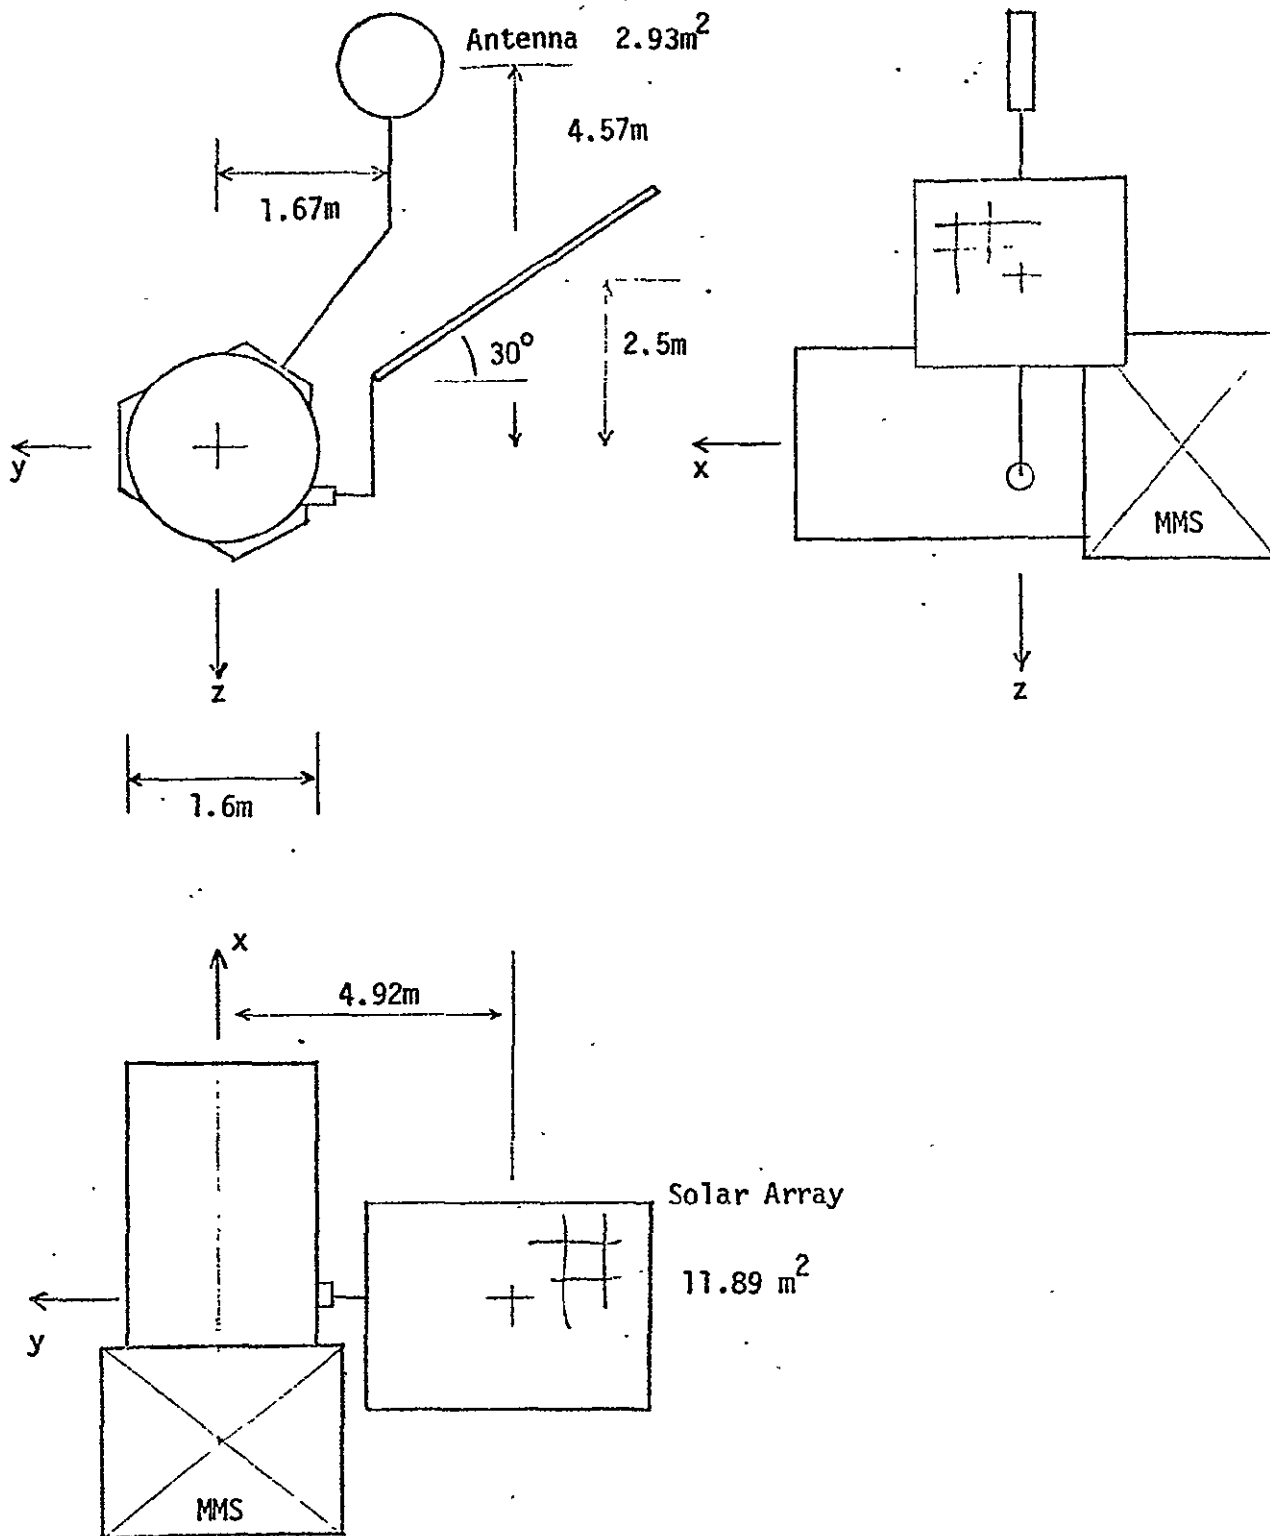 Antenna 2.93m²
4.57m
1.67m
30°
2.5m
y
x
MMS
z
z
1.6m
x
4.92m
Solar Array
11.89 m²
y
MMS